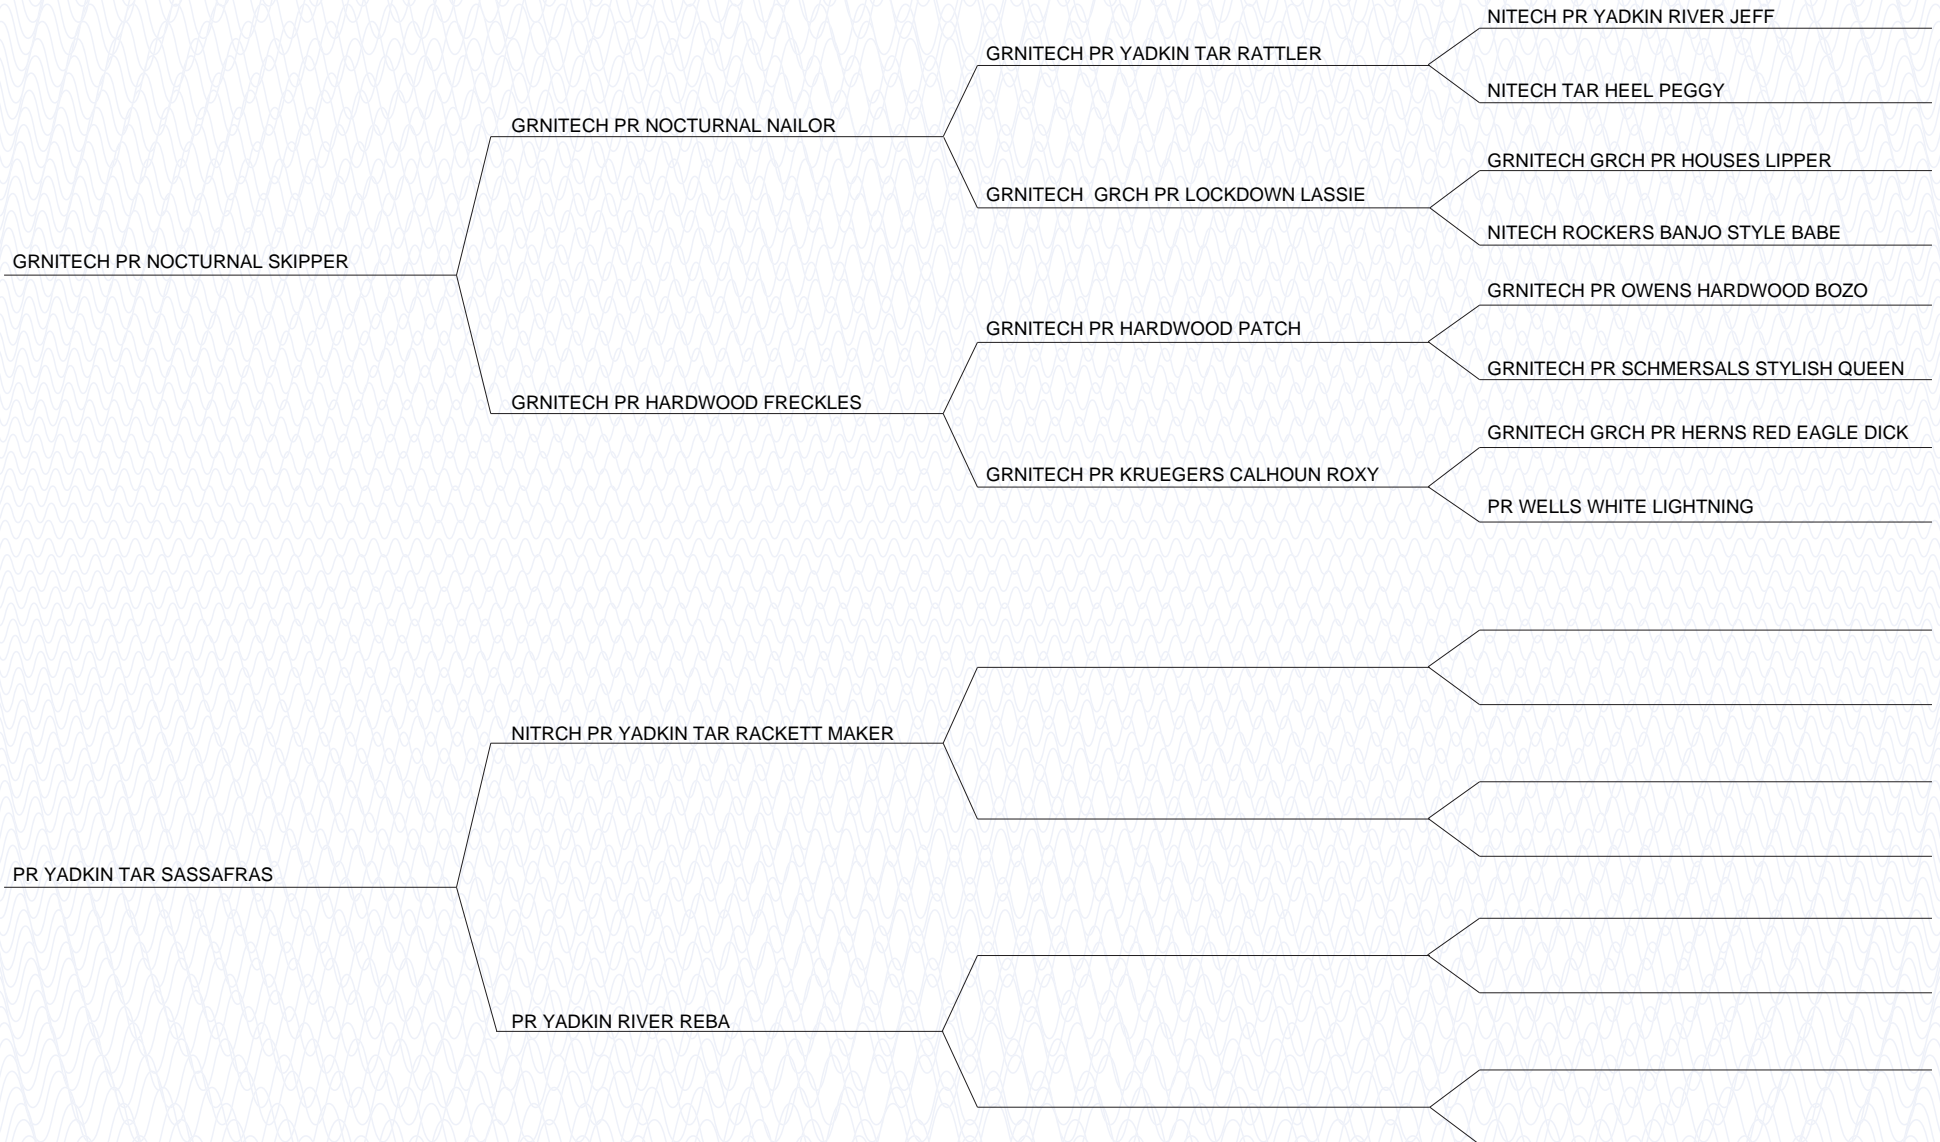 NITECH PR YADKIN RIVER JEFF
GRNITECH PR YADKIN TAR RATTLER
NITECH TAR HEEL PEGGY
GRNITECH PR NOCTURNAL NAILOR
GRNITECH GRCH PR HOUSES LIPPER
GRNITECH  GRCH PR LOCKDOWN LASSIE
NITECH ROCKERS BANJO STYLE BABE
GRNITECH PR NOCTURNAL SKIPPER
GRNITECH PR OWENS HARDWOOD BOZO
GRNITECH PR HARDWOOD PATCH
GRNITECH PR SCHMERSALS STYLISH QUEEN
GRNITECH PR HARDWOOD FRECKLES
GRNITECH GRCH PR HERNS RED EAGLE DICK
GRNITECH PR KRUEGERS CALHOUN ROXY
PR WELLS WHITE LIGHTNING
NITRCH PR YADKIN TAR RACKETT MAKER
PR YADKIN TAR SASSAFRAS
PR YADKIN RIVER REBA